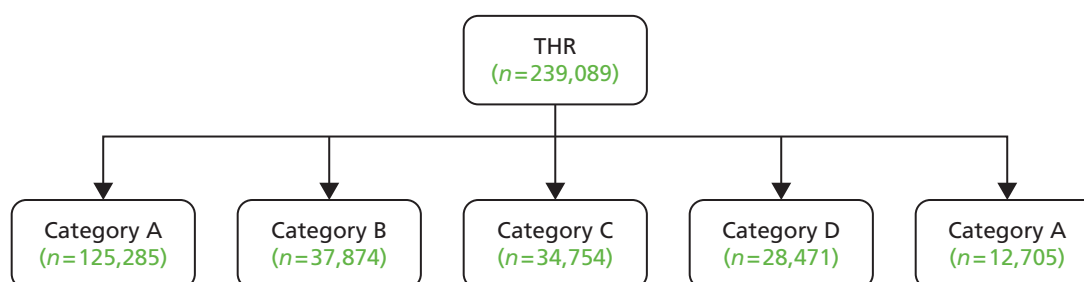 THR
(n=239,089)
Category A
(n=125,285)
Category B
(n=37,874)
Category C
(n=34,754)
Category D
(n=28,471)
Category A
(n=12,705)